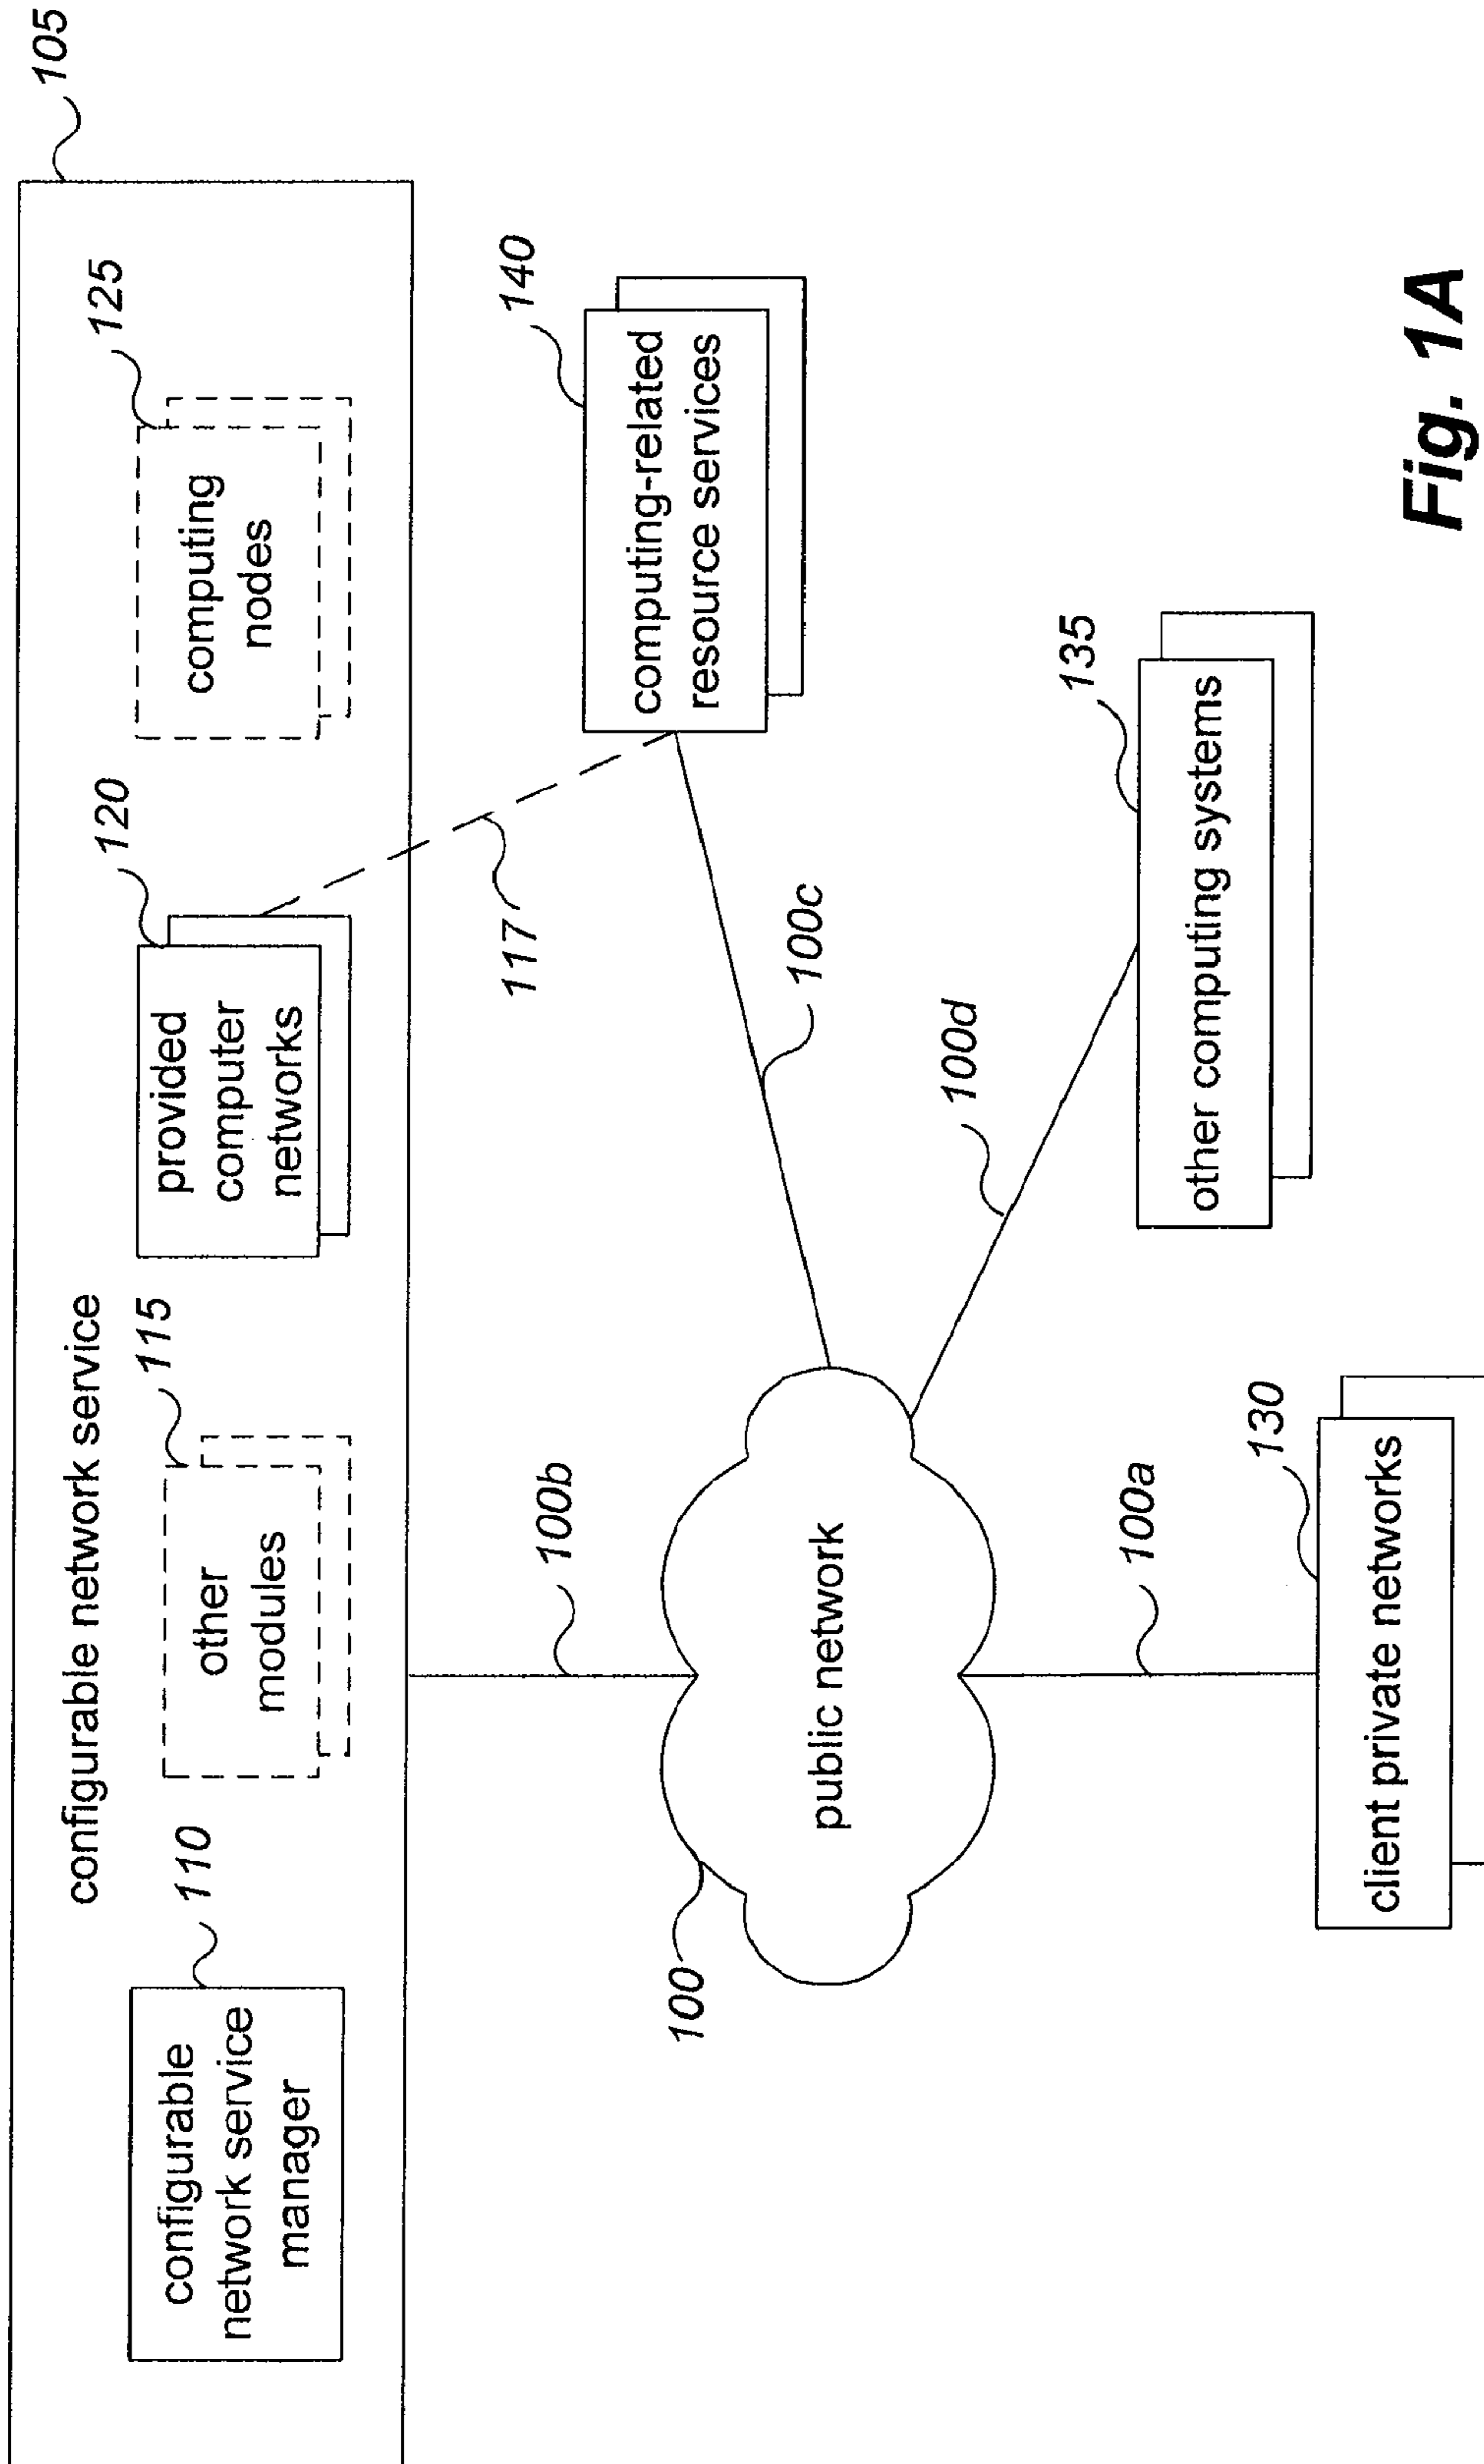 105
configurable network service
110
configurable
network service
manager
115
other
modules
120
provided
computer
networks
125
computing
nodes
117
140
computing-related
resource services
100b
100c
100
public network
100d
135
other computing systems
100a
130
client private networks
Fig. 1A